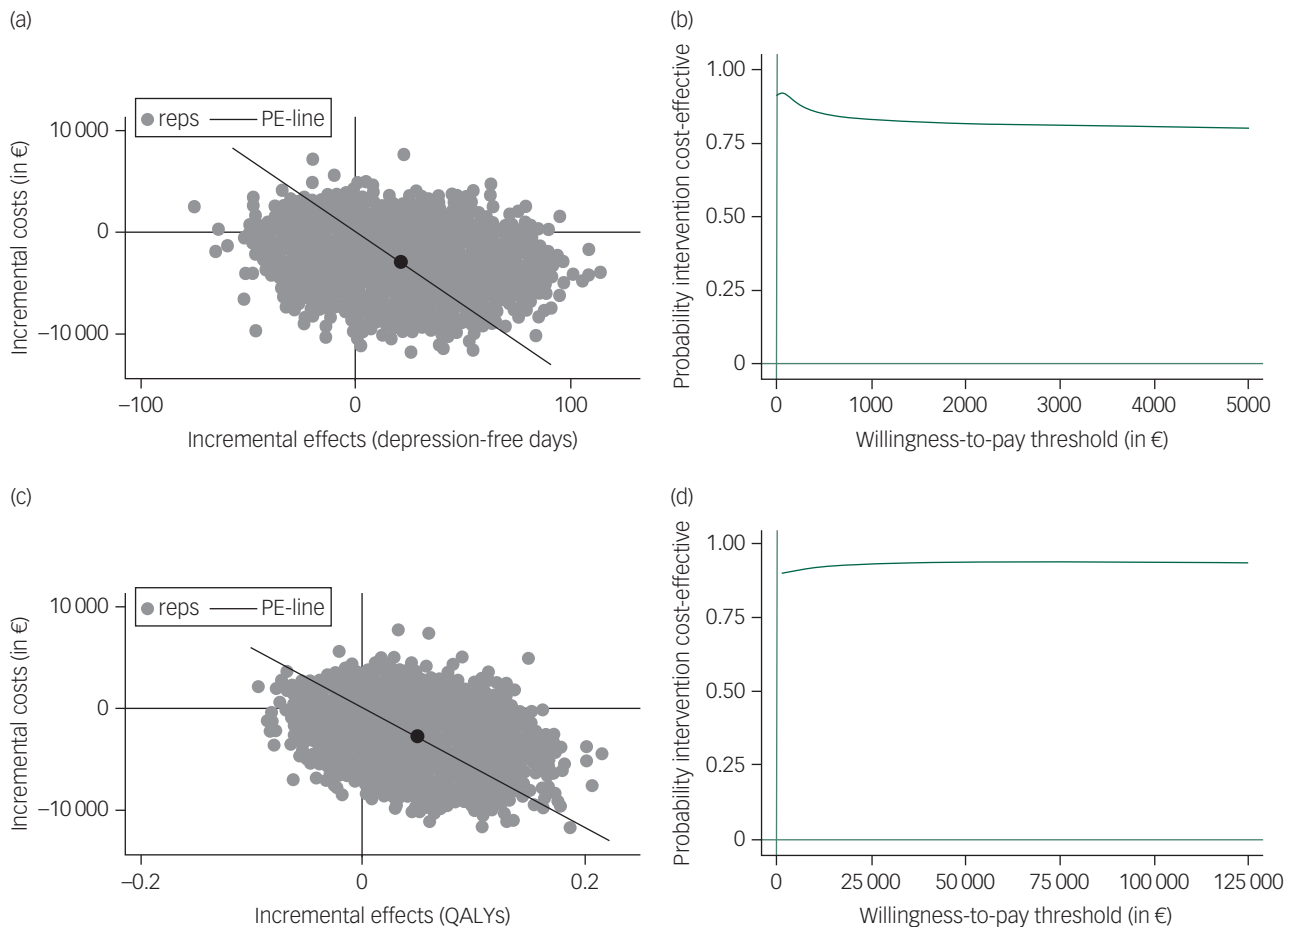 (a)
reps PE-line
10 000
0
–10 000
Incremental costs (in €)
–100 0 100
Incremental effects (depression-free days)
(b)
1.00
0.75
0.50
0.25
0
Probability intervention cost-effective
0 1000 2000 3000 4000 5000
Willingness-to-pay threshold (in €)
(c)
reps PE-line
10 000
0
–10 000
Incremental costs (in €)
–0.2 0 0.2
Incremental effects (QALYs)
(d)
1.00
0.75
0.50
0.25
0
Probability intervention cost-effective
0 25 000 50 000 75 000 100 000 125 000
Willingness-to-pay threshold (in €)